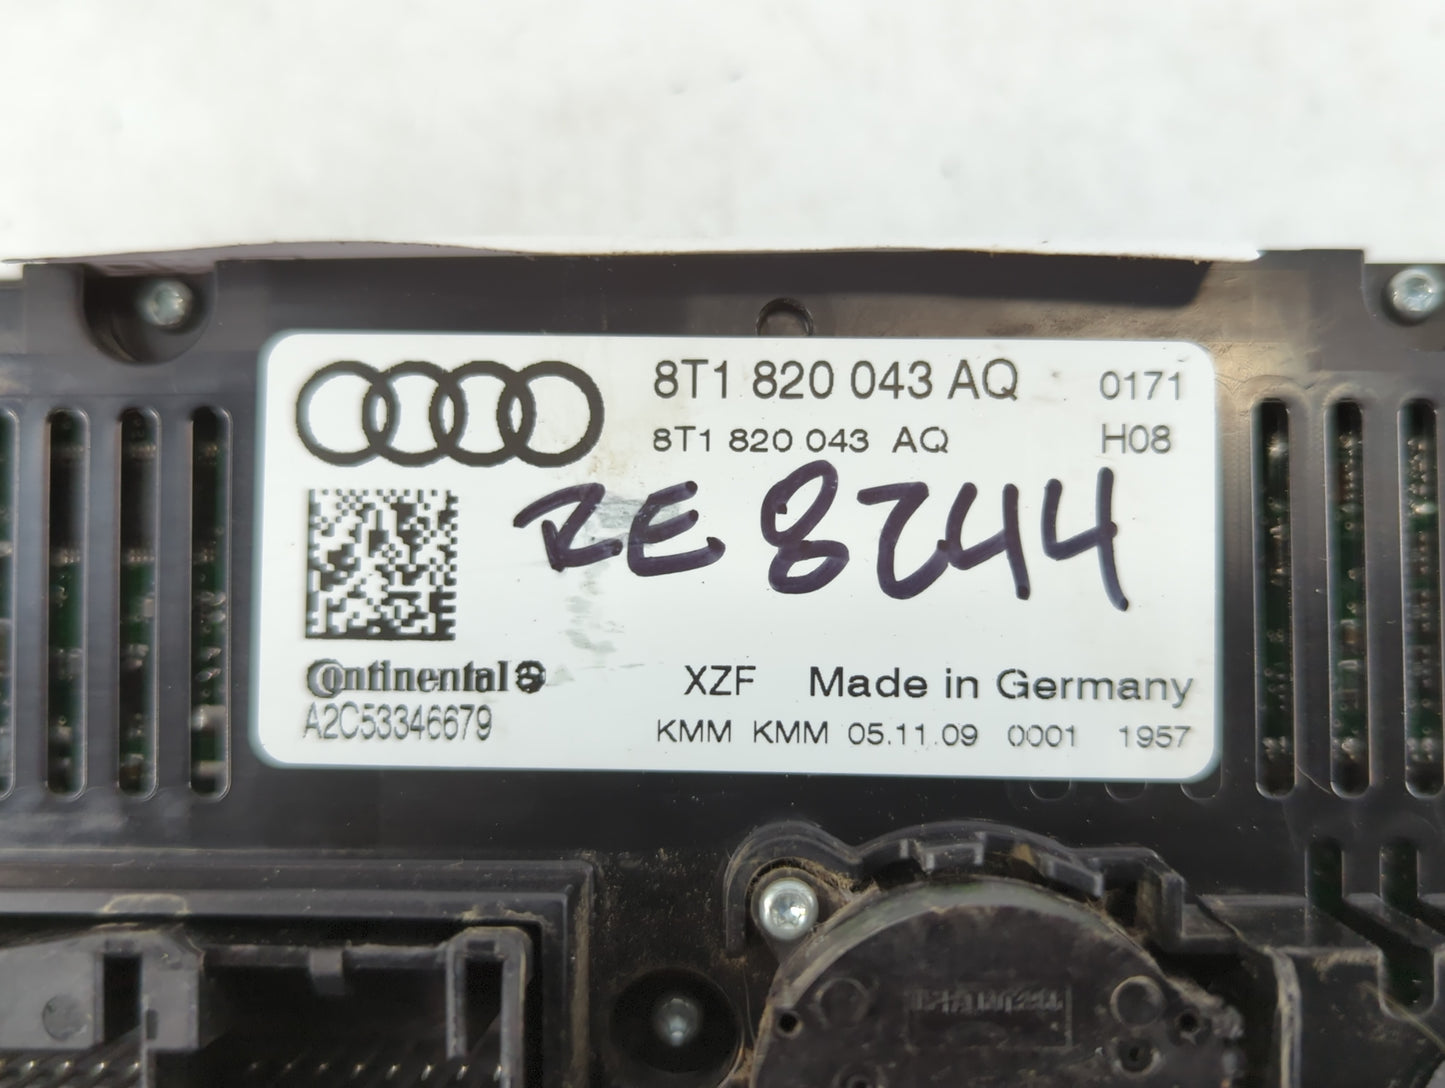 8T1 820 043 AQ 0171
8T1 820 043 AQ H08
RE 8244
Continental
XZF Made in Germany
A2C53346679
KMM KMM 05.11.09 0001 1957